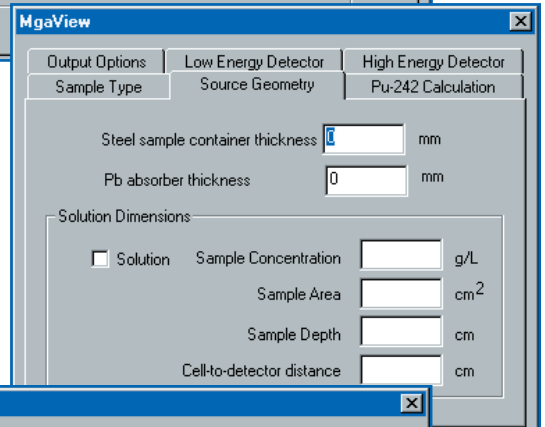 MgaView
Output Options Low Energy Detector High Energy Detector
Sample Type Source Geometry Pu-242 Calculation
Steel sample container thickness 0 mm
Pb absorber thickness 0 mm
Solution Dimensions
Solution Sample Concentration g/L
Sample Area cm2
Sample Depth cm
Cell-to-detector distance cm